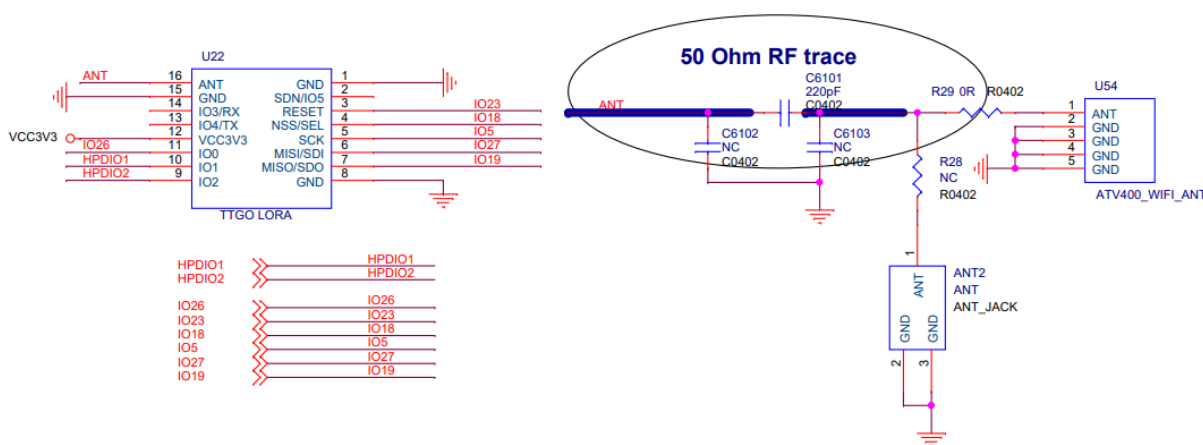 U22
ANT 16 ANT GND 1
15 GND SDN/IO5 2
14 IO3/RX RESET 3 IO23
13 IO4/TX NSS/SEL 4 IO18
VCC3V3 12 VCC3V3 SCK 5 IO5
IO26 11 IO0 MISI/SDI 6 IO27
HPDIO1 10 IO1 MISO/SDO 7 IO19
HPDIO2 9 IO2 GND 8
TTGO LORA
HPDIO1 HPDIO1
HPDIO2 HPDIO2
IO26 IO26
IO23 IO23
IO18 IO18
IO5 IO5
IO27 IO27
IO19 IO19
50 Ohm RF trace
ANT
C6101
220pF
C0402
C6102
NC
C0402
C6103
NC
C0402
R29 0R R0402
R28
NC
R0402
U54
1 ANT
2 GND
3 GND
4 GND
5 GND
ATV400_WIFI_ANT
1
ANT
GND
GND
2
3
ANT2
ANT
ANT_JACK